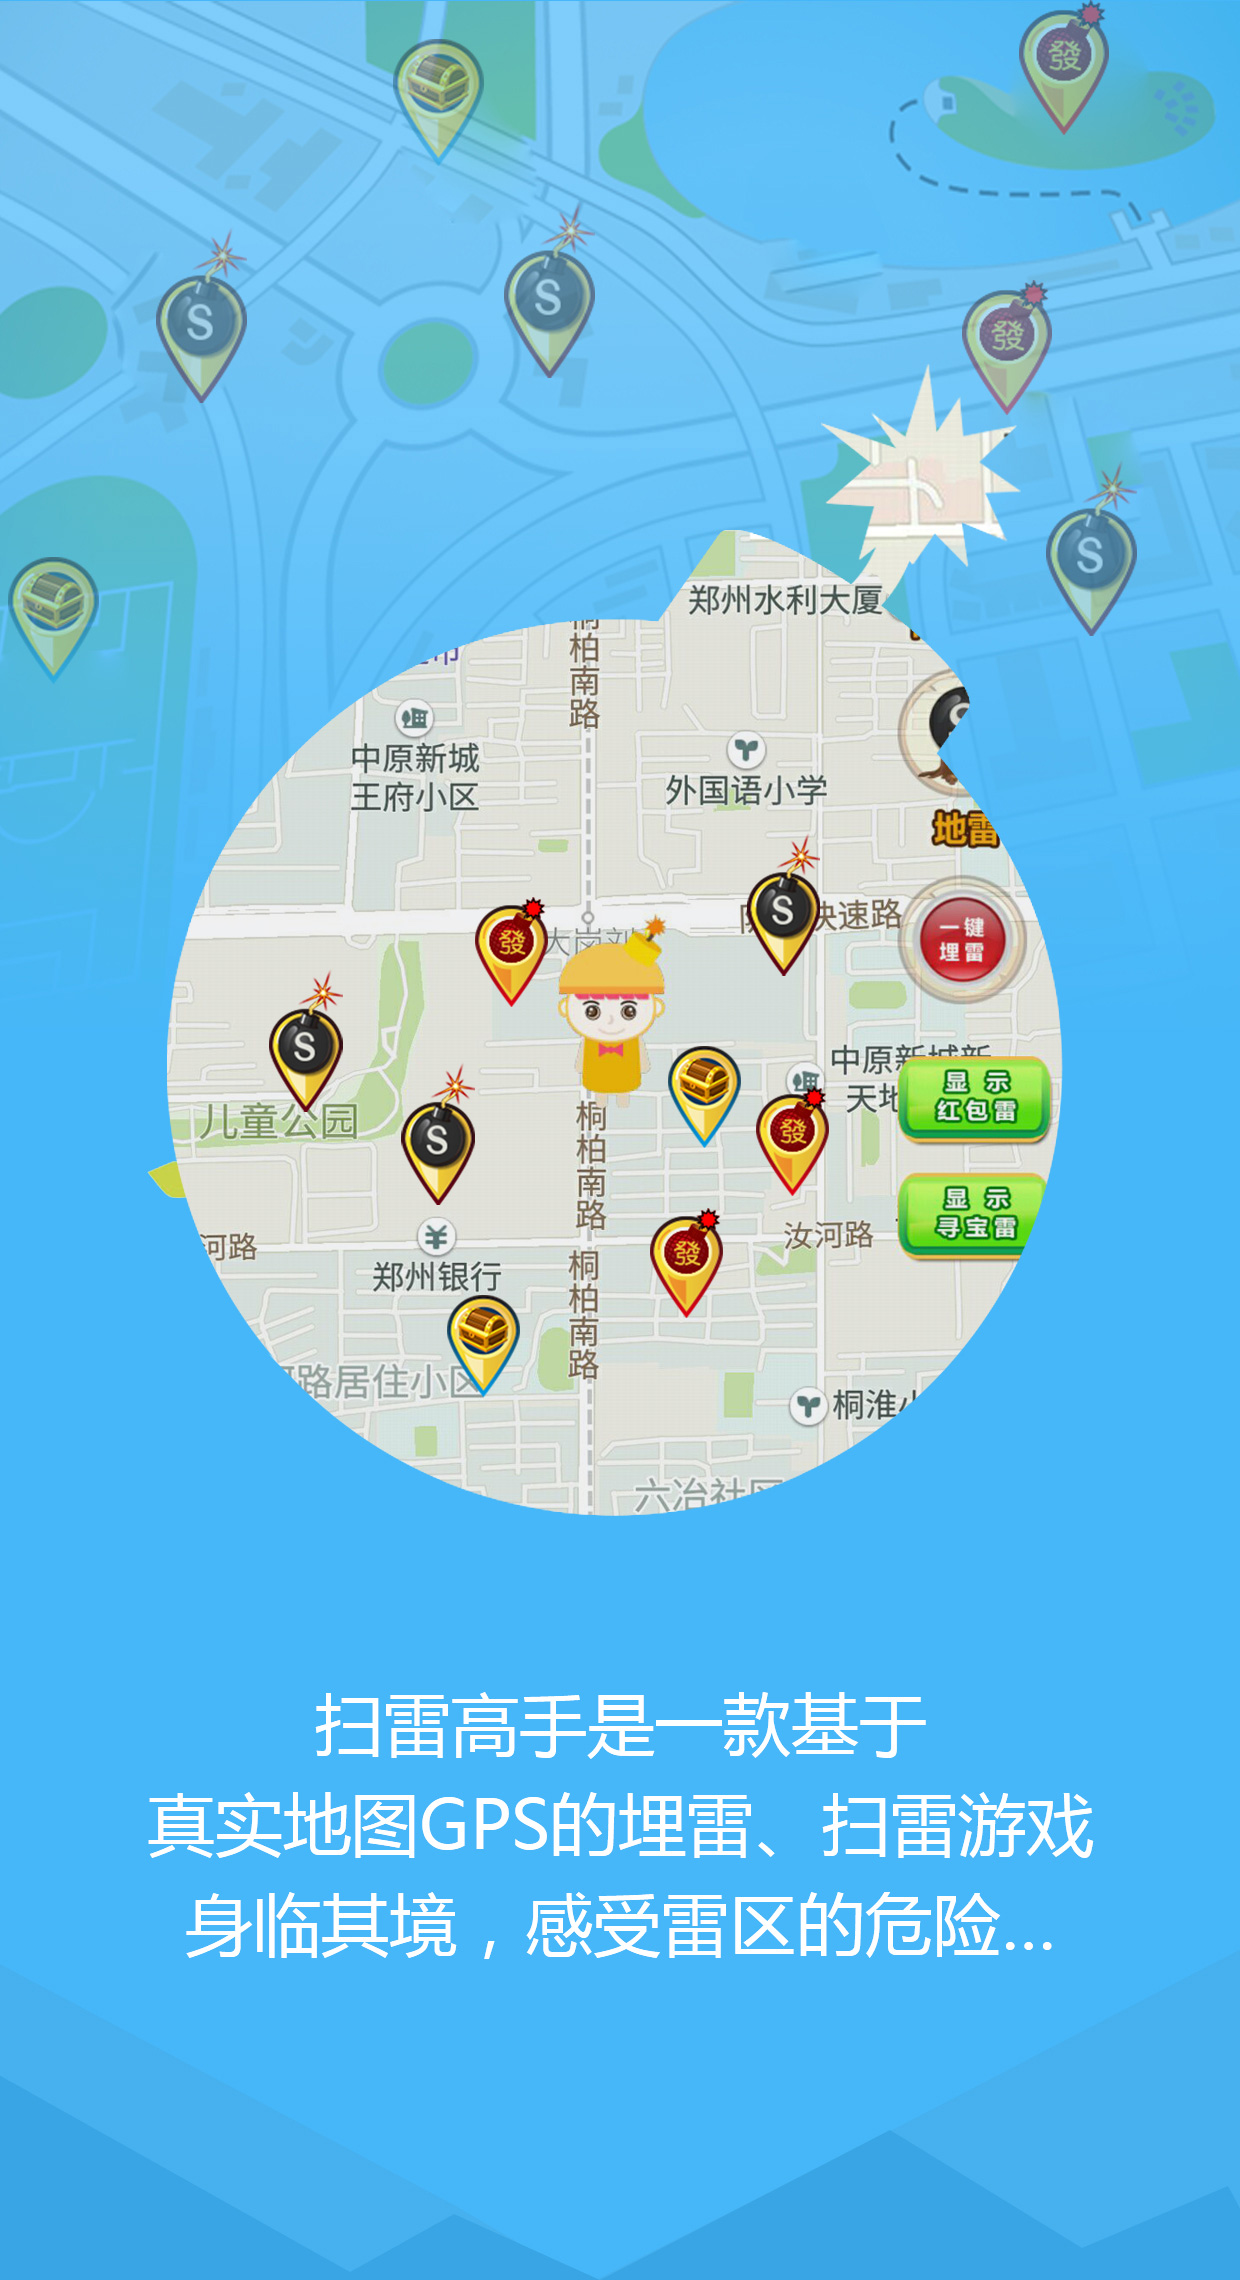 發
S
S
發
S
郑州水利大厦
桐柏南路
中原新城
王府小区
外国语小学
地雷
S
發
快速路
一键
埋雷
S
S
中原新城新
天地
显 示
红包雷
儿童公园
發
桐柏南路
显 示
寻宝雷
河路
汝河路
發
郑州银行
桐柏南路
路居住小区
桐淮小
六冶社区
扫雷高手是一款基于
真实地图GPS的埋雷、扫雷游戏
身临其境，感受雷区的危险...